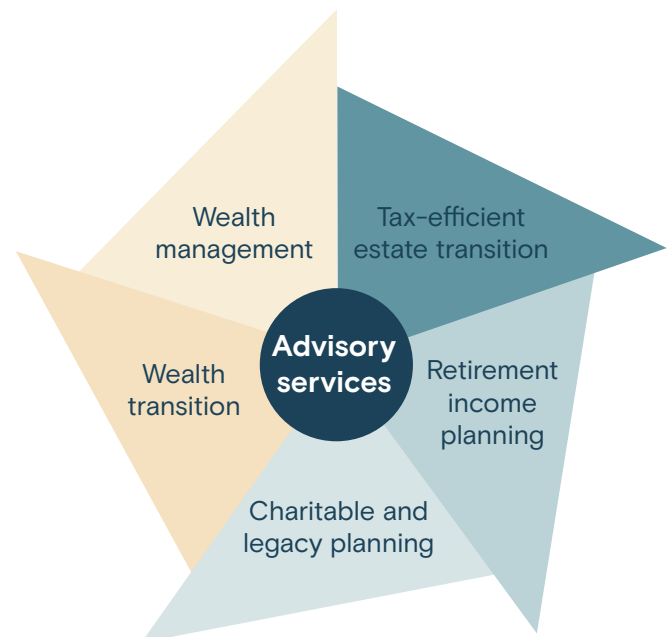 Wealth
management
Tax-efficient
estate transition
Advisory
services
Retirement
income
planning
Wealth
transition
Charitable and
legacy planning